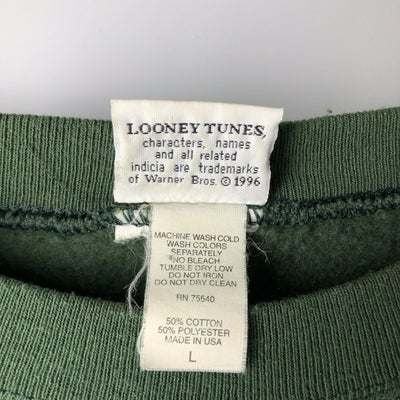 LOONEY TUNES,
characters, names
and all related
indicia are trademarks
of Warner Bros. © 1996
MACHINE WASH COLD
WASH COLORS
SEPARATELY
NO BLEACH
TUMBLE DRY LOW
DO NOT IRON
DO NOT DRY CLEAN
RN 75540
50% COTTON
50% POLYESTER
MADE IN USA
L